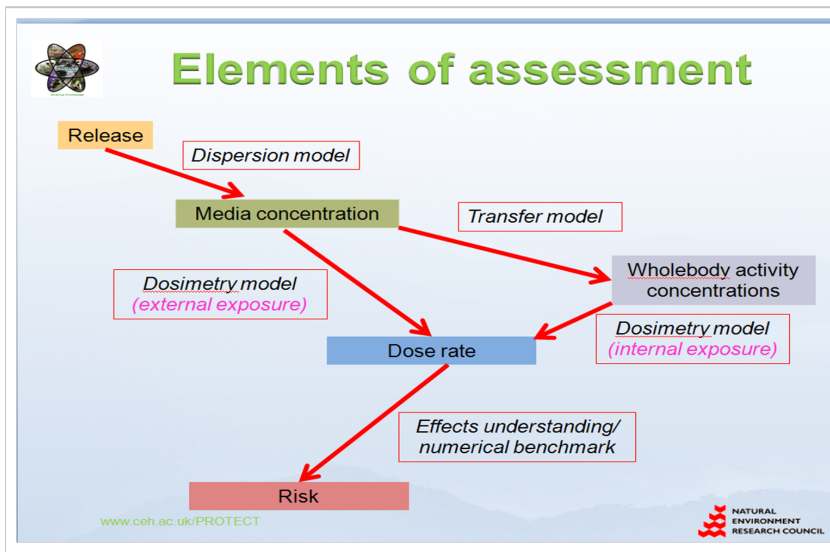 Elements of assessment
Release
Dispersion model
Media concentration
Transfer model
Wholebody activity
concentrations
Dosimetry model
(external exposure)
Dosimetry model
(internal exposure)
Dose rate
Effects understanding/
numerical benchmark
Risk
www.ceh.ac.uk/PROTECT
NATURAL
ENVIRONMENT
RESEARCH COUNCIL